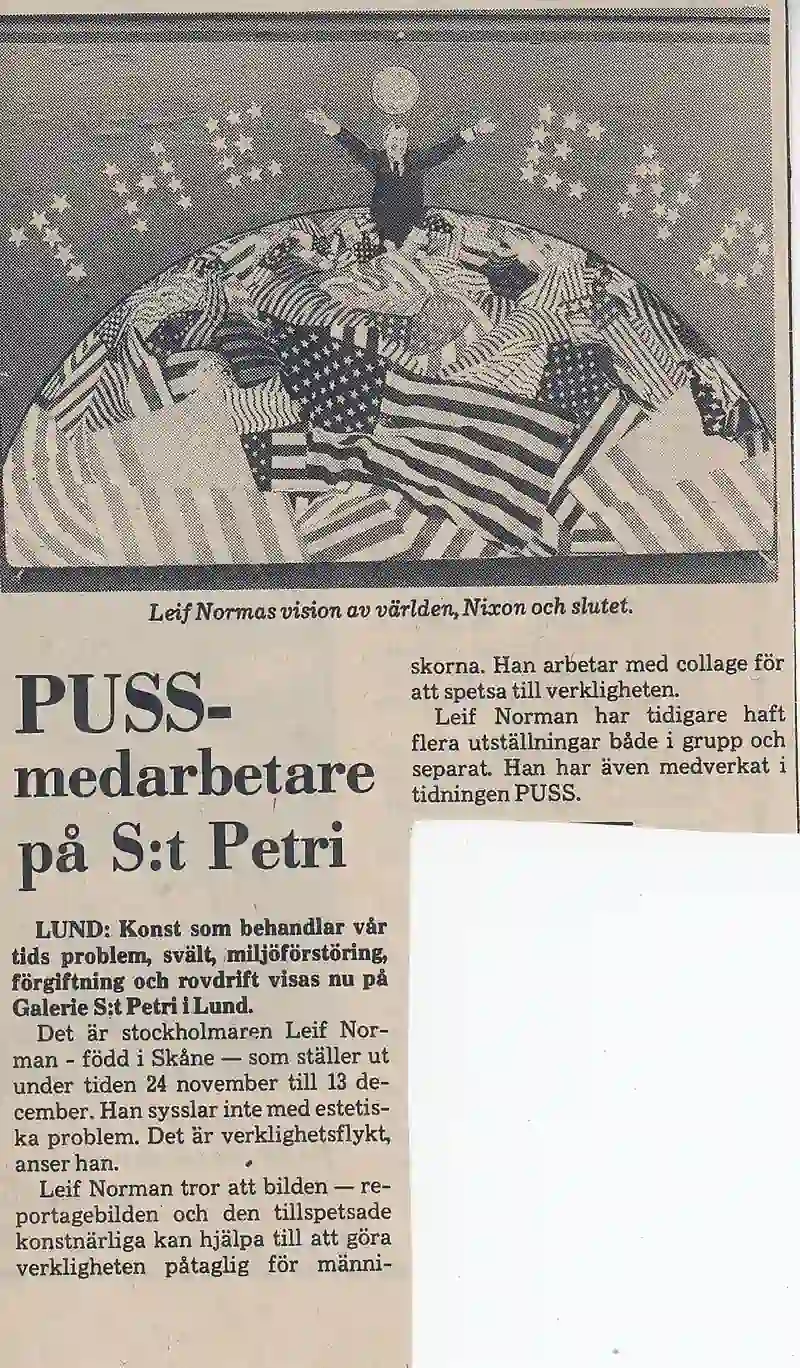 Leif Normas vision av världen, Nixon och slutet.
PUSS-
medarbetare
på S:t Petri
LUND: Konst som behandlar vår
tids problem, svält, miljöförstöring,
förgiftning och rovdrift visas nu på
Galerie S:t Petri i Lund.
Det är stockholmaren Leif Nor-
man - född i Skåne — som ställer ut
under tiden 24 november till 13 de-
cember. Han sysslar inte med estetis-
ka problem. Det är verklighetsflykt,
anser han.
Leif Norman tror att bilden — re-
portagebilden och den tillspetsade
konstnärliga kan hjälpa till att göra
verkligheten påtaglig för männi-
skorna. Han arbetar med collage för
att spetsa till verkligheten.
Leif Norman har tidigare haft
flera utställningar både i grupp och
separat. Han har även medverkat i
tidningen PUSS.